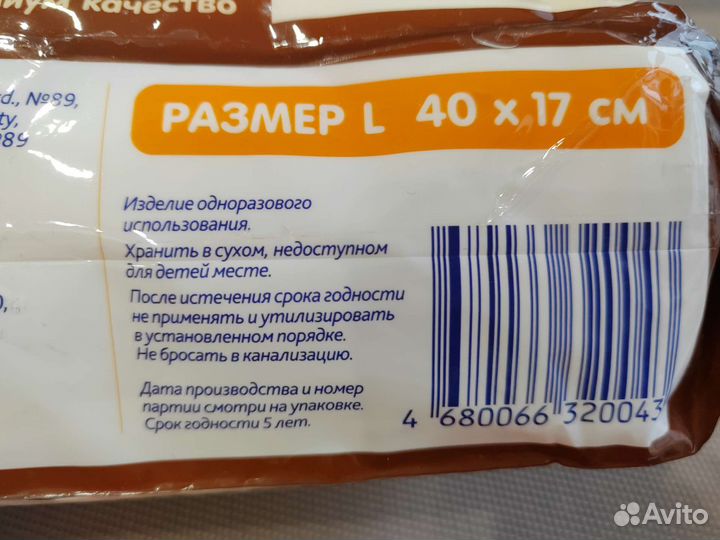 качество
rd., №89,
РАЗМЕР L 40 x 17 см
Изделие одноразового
использования.
Хранить в сухом, недоступном
для детей месте.
После истечения срока годности
не применять и утилизировать
в установленном порядке.
Не бросать в канализацию.
Дата производства и номер
партии смотри на упаковке.
Срок годности 5 лет.
4 680066 320043
Avito